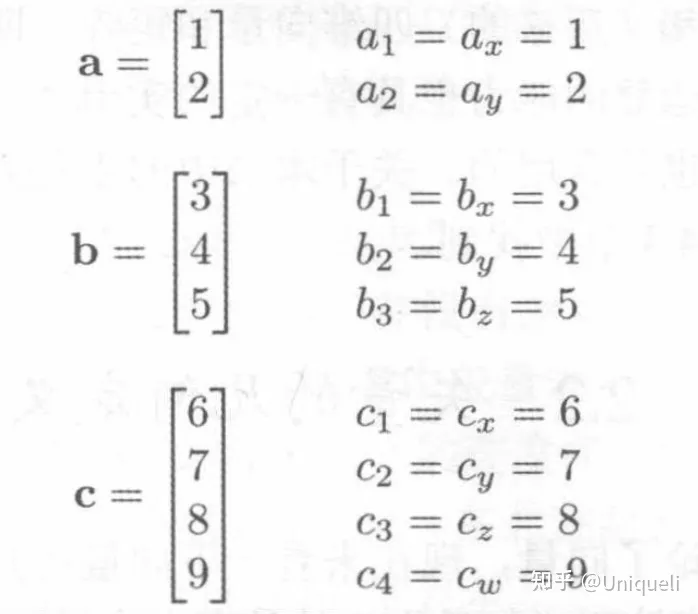 a = [1 2] a₁ = aₓ = 1
a₂ = a_y = 2
b = [3 4 5] b₁ = bₓ = 3
b₂ = b_y = 4
b₃ = b_z = 5
c = [6 7 8 9] c₁ = cₓ = 6
c₂ = c_y = 7
c₃ = c_z = 8
c₄ = c_w = 9
知乎 @Uniqueli